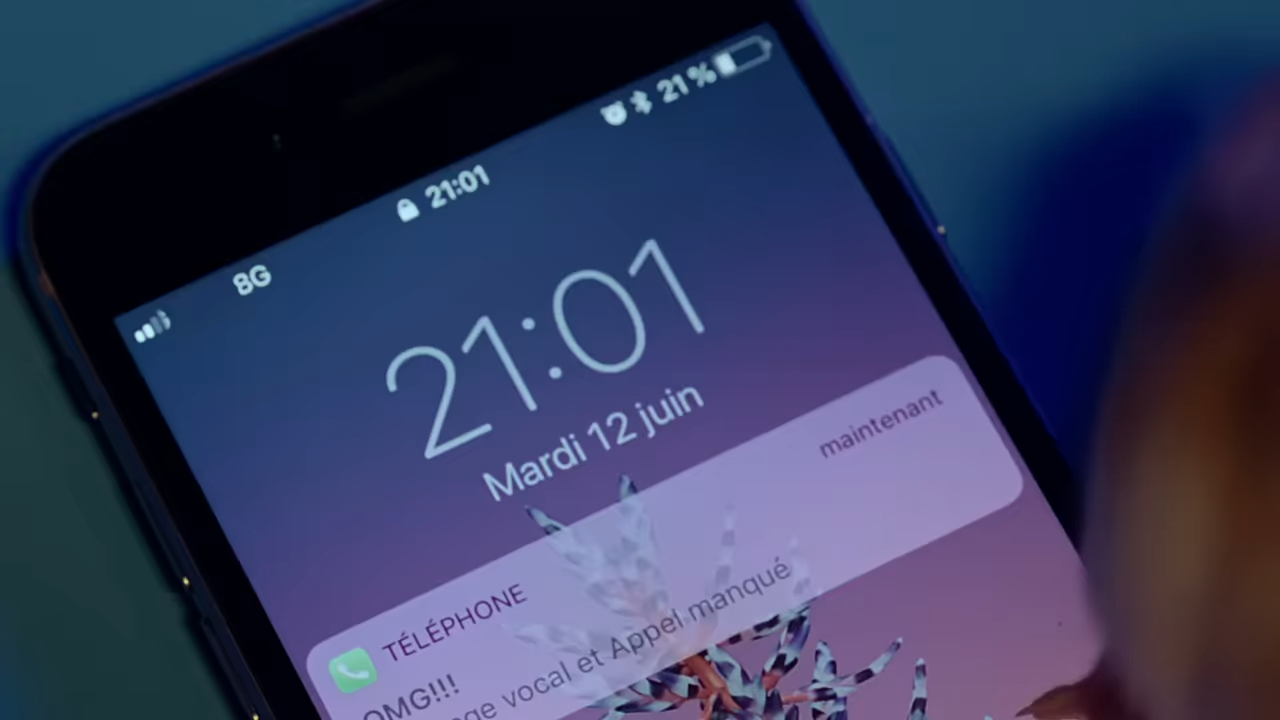 8G
21:01
21 %
21:01
Mardi 12 juin
TÉLÉPHONE
maintenant
OMG!!!
vocal et Appel manqué